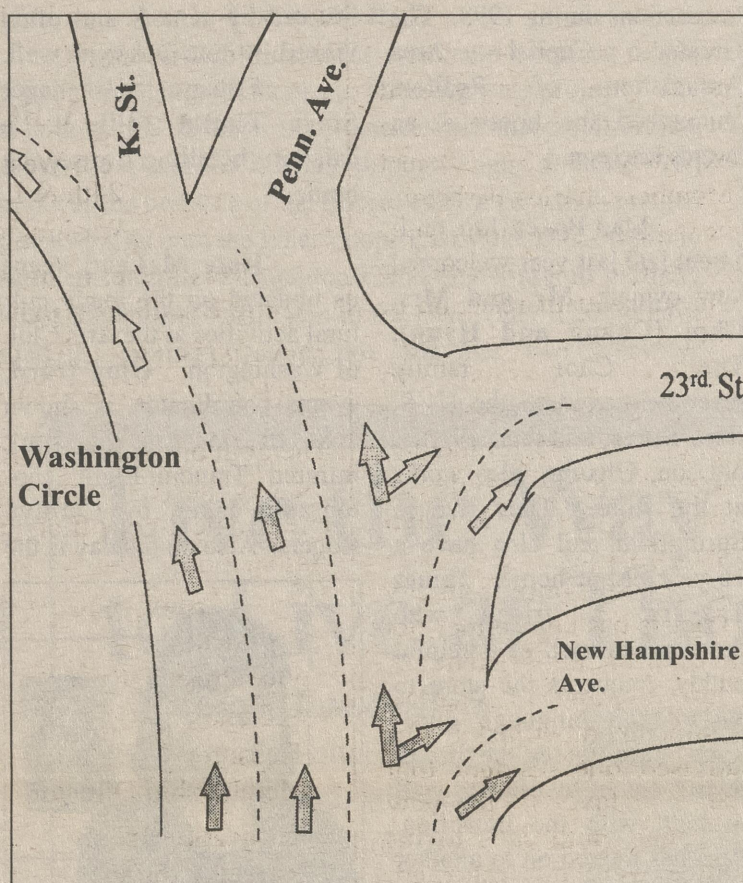 K. St.
Penn. Ave.
23rd. St
Washington
Circle
New Hampshire
Ave.